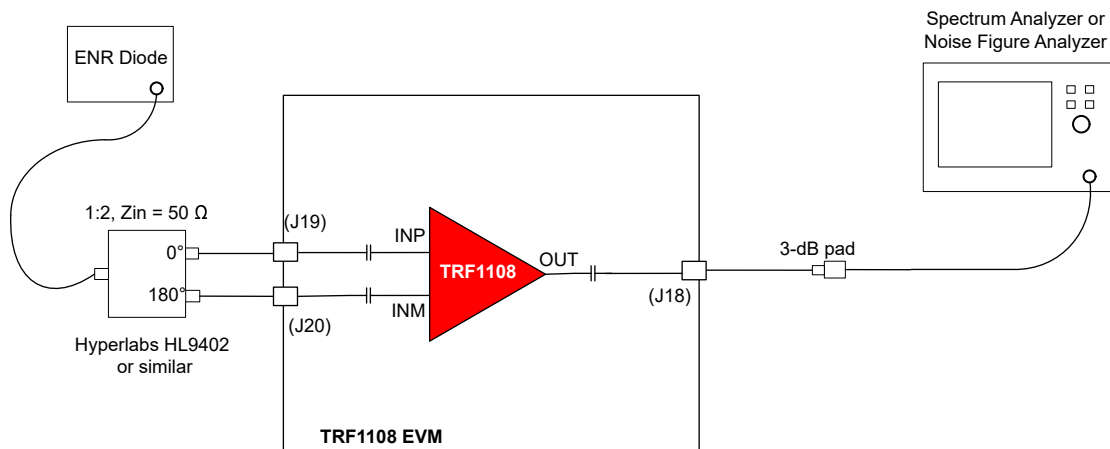 Spectrum Analyzer or
Noise Figure Analyzer
ENR Diode
1:2, Zin = 50 Ω
0°
180°
Hyperlabs HL9402
or similar
(J19)
(J20)
INP
INM
TRF1108
OUT
(J18)
3-dB pad
TRF1108 EVM